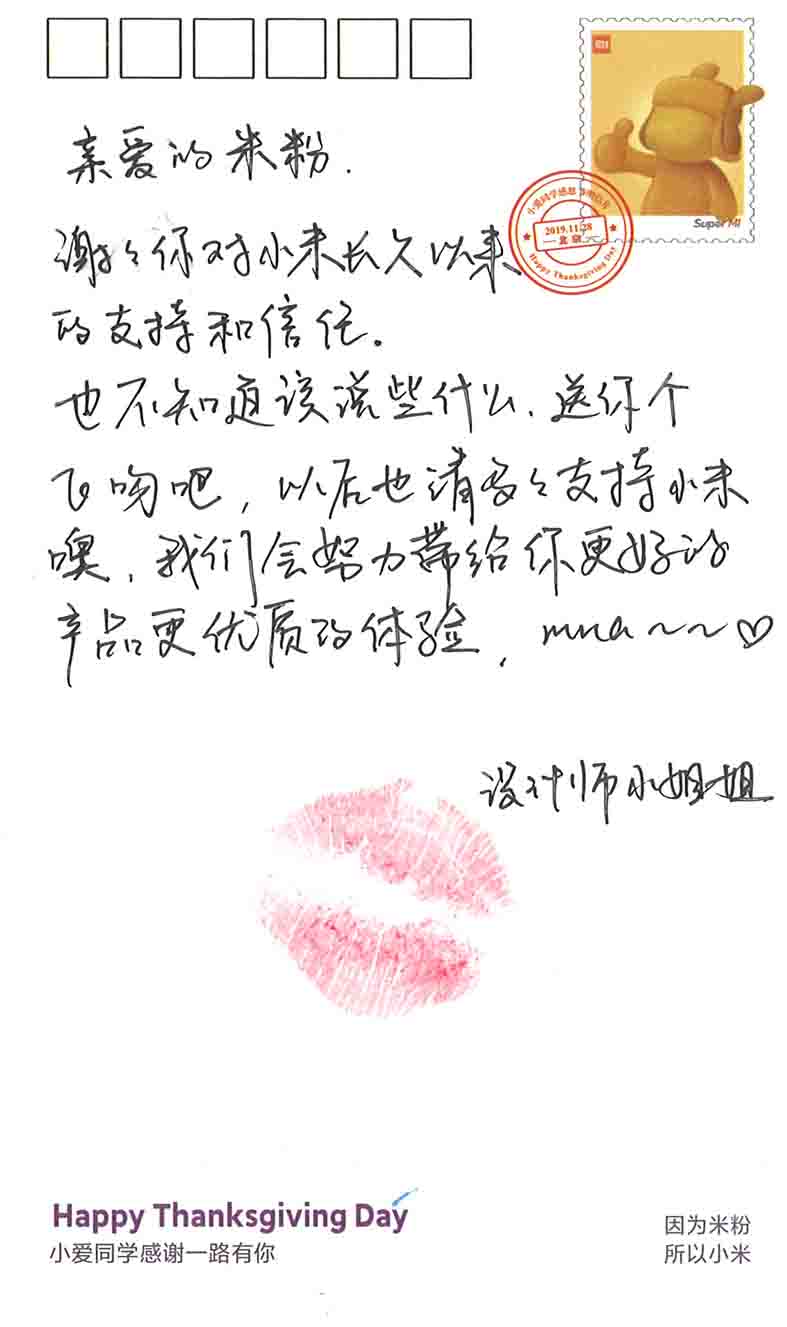 亲爱的米粉.
谢谢你对小米长久以来
的支持和信任。
也不知道该说些什么，送你个
飞吻吧，以后也请多多支持小米
噢，我们会努力带给你更好的
产品更优质的体验，mua～～♡
设计师小姐姐
小爱同学感恩节明信片
2019.11.28
北京
Happy Thanksgiving Day
Super MI
Happy Thanksgiving Day
小爱同学感谢一路有你
因为米粉
所以小米